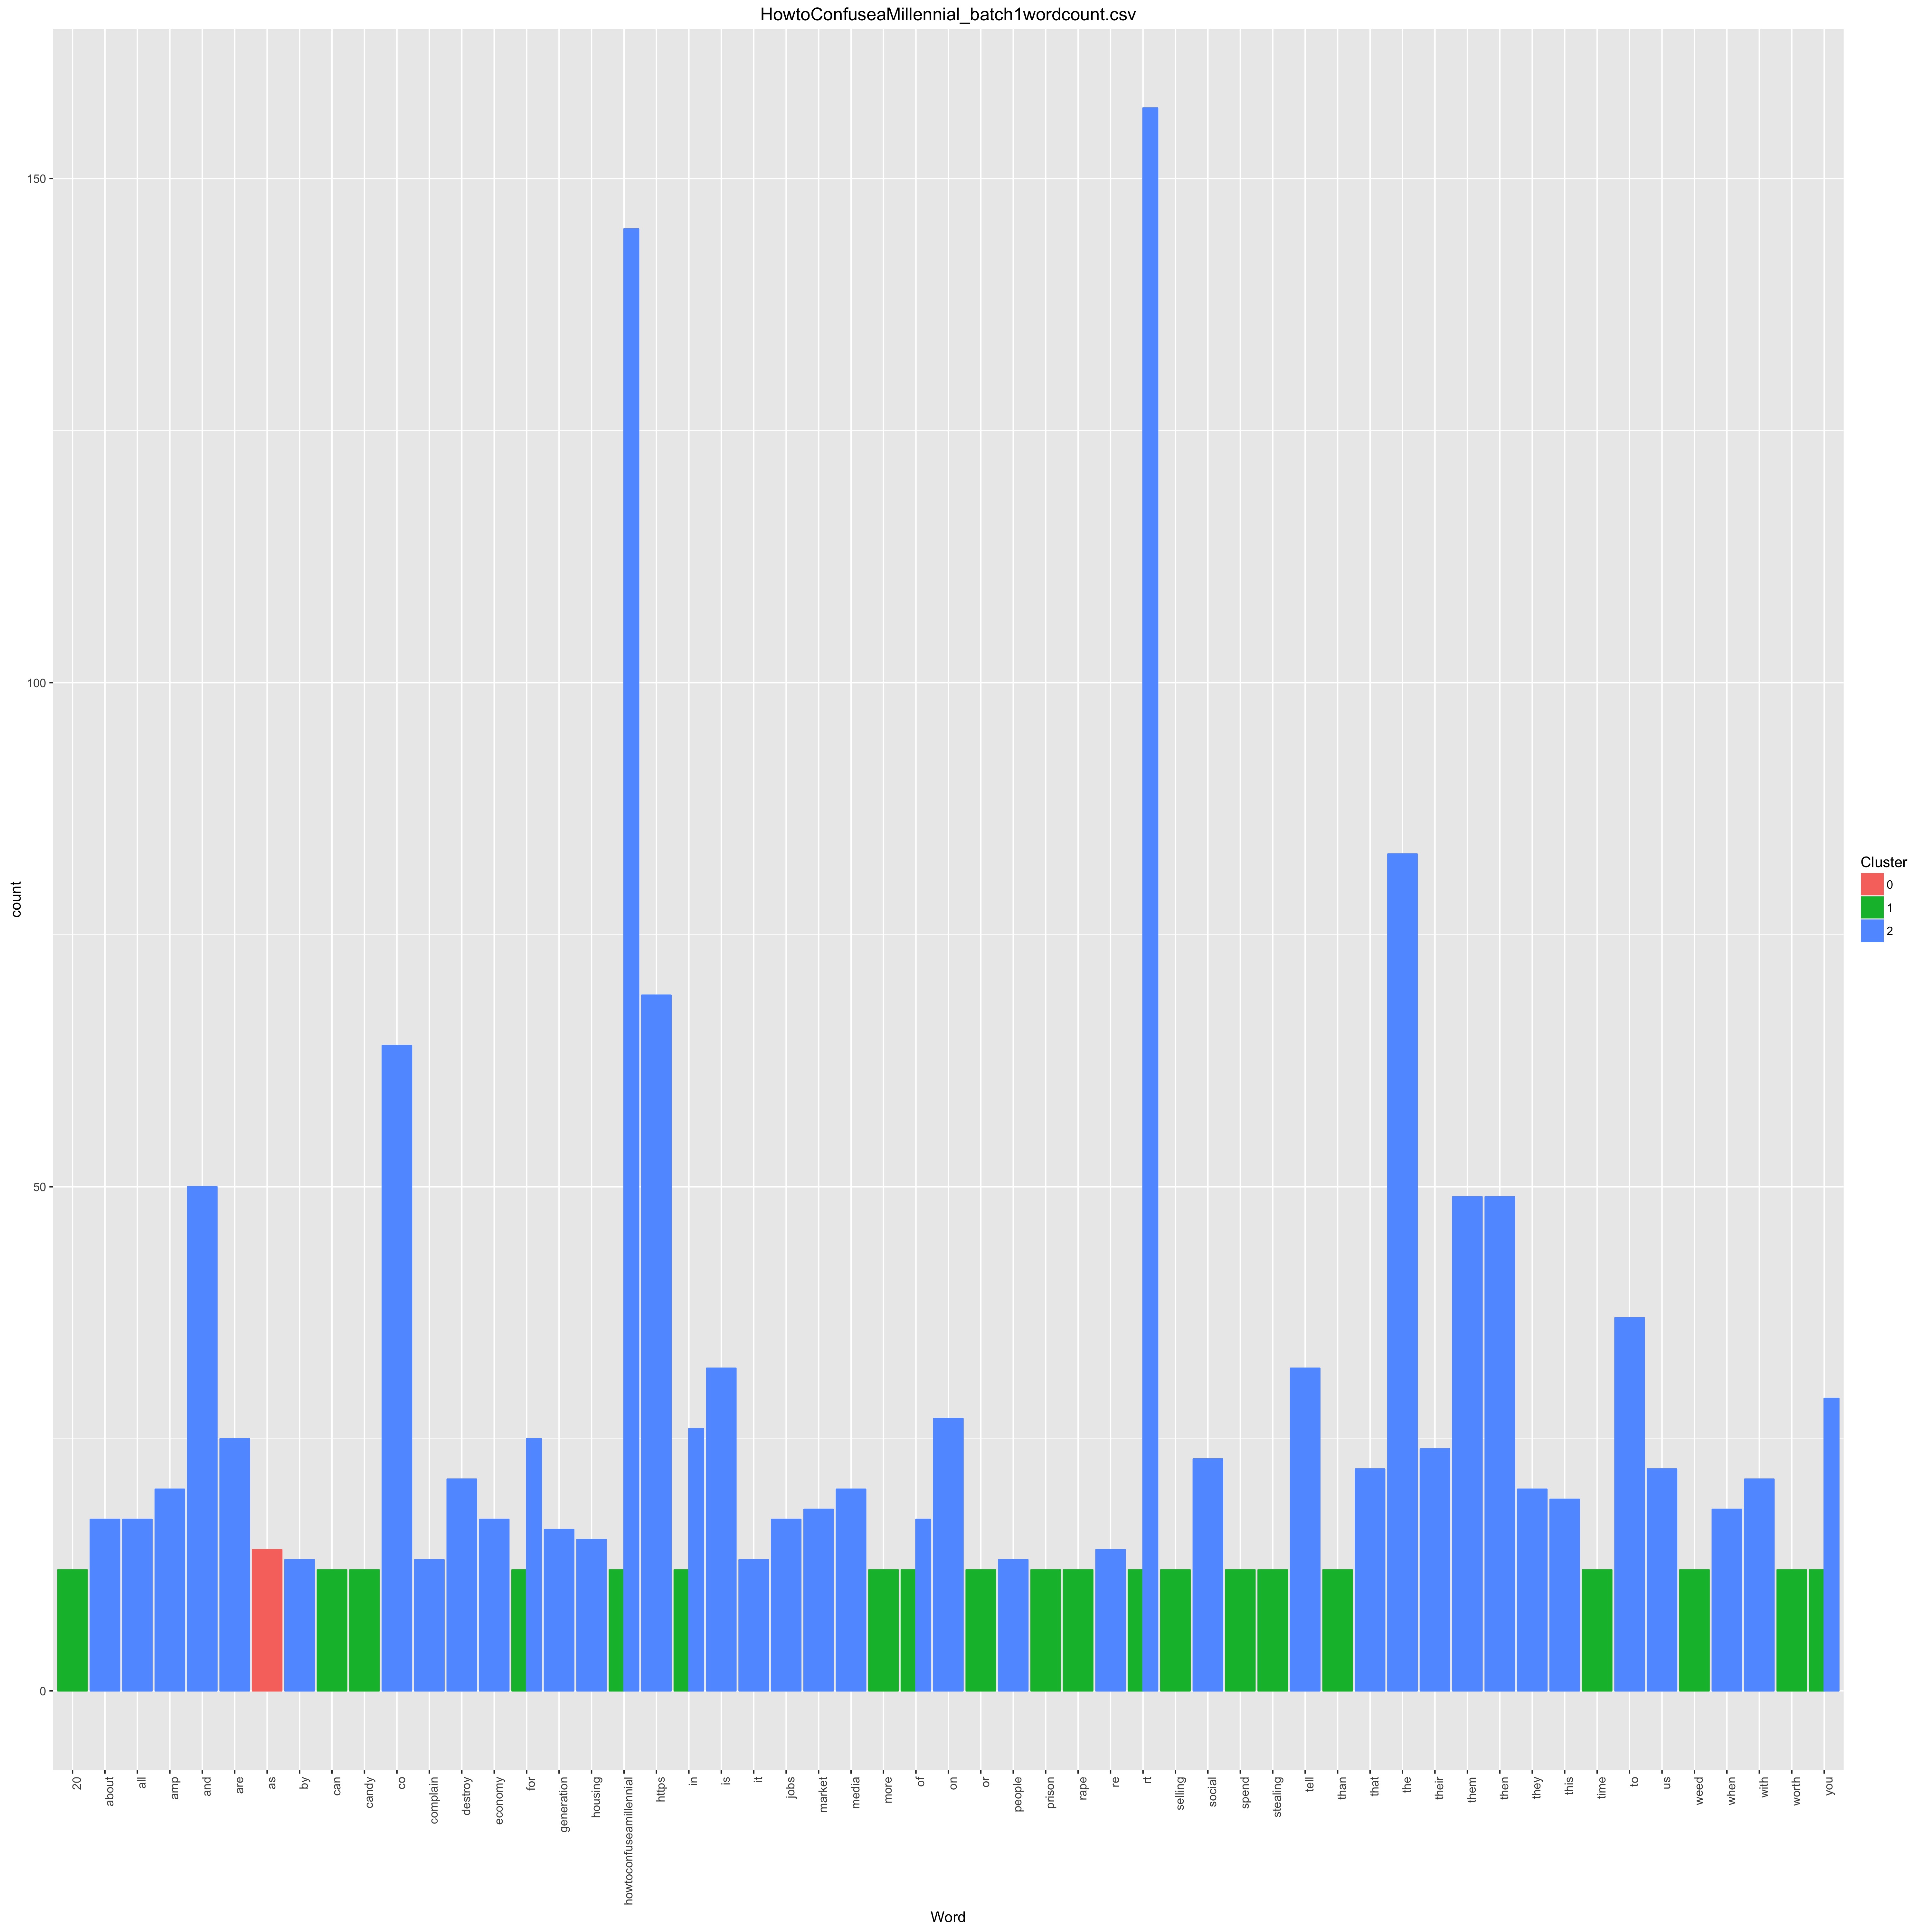 HowtoConfuseaMillennial_batch1wordcount.csv
150
100
50
0
count
20
about
all
amp
and
are
as
by
can
candy
co
complain
destroy
economy
for
generation
housing
howtoconfuseamillennial
https
in
is
it
jobs
market
media
more
of
on
or
people
prison
rape
re
rt
selling
social
spend
stealing
tell
than
that
the
their
them
then
they
this
time
to
us
weed
when
with
worth
you
Word
Cluster
0
1
2